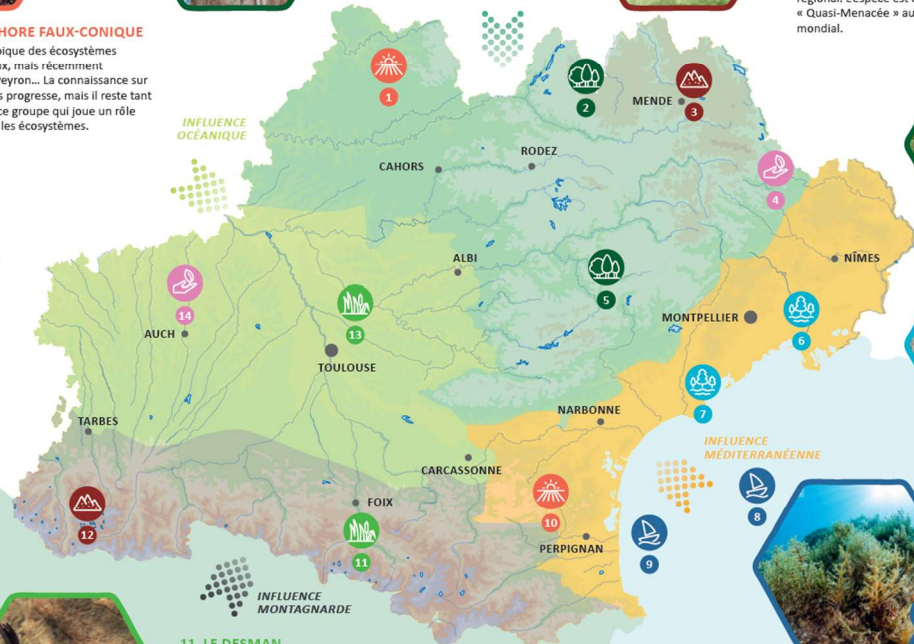 HORE FAUX-CONIQUE
pique des écosystèmes
ux, mais récemment
veyron... La connaissance sur
s progresse, mais il reste tant
ce groupe qui joue un rôle
les écosystèmes.
« Quasi-Menacée » au
mondial.
INFLUENCE
OCÉANIQUE
1
2
MENDE
3
CAHORS
RODEZ
4
ALBI
NÎMES
5
AUCH
14
13
TOULOUSE
MONTPELLIER
6
7
TARBES
NARBONNE
INFLUENCE
MÉDITERRANÉENNE
CARCASSONNE
8
12
FOIX
10
9
11
PERPIGNAN
INFLUENCE
MONTAGNARDE
11. LE DESMAN